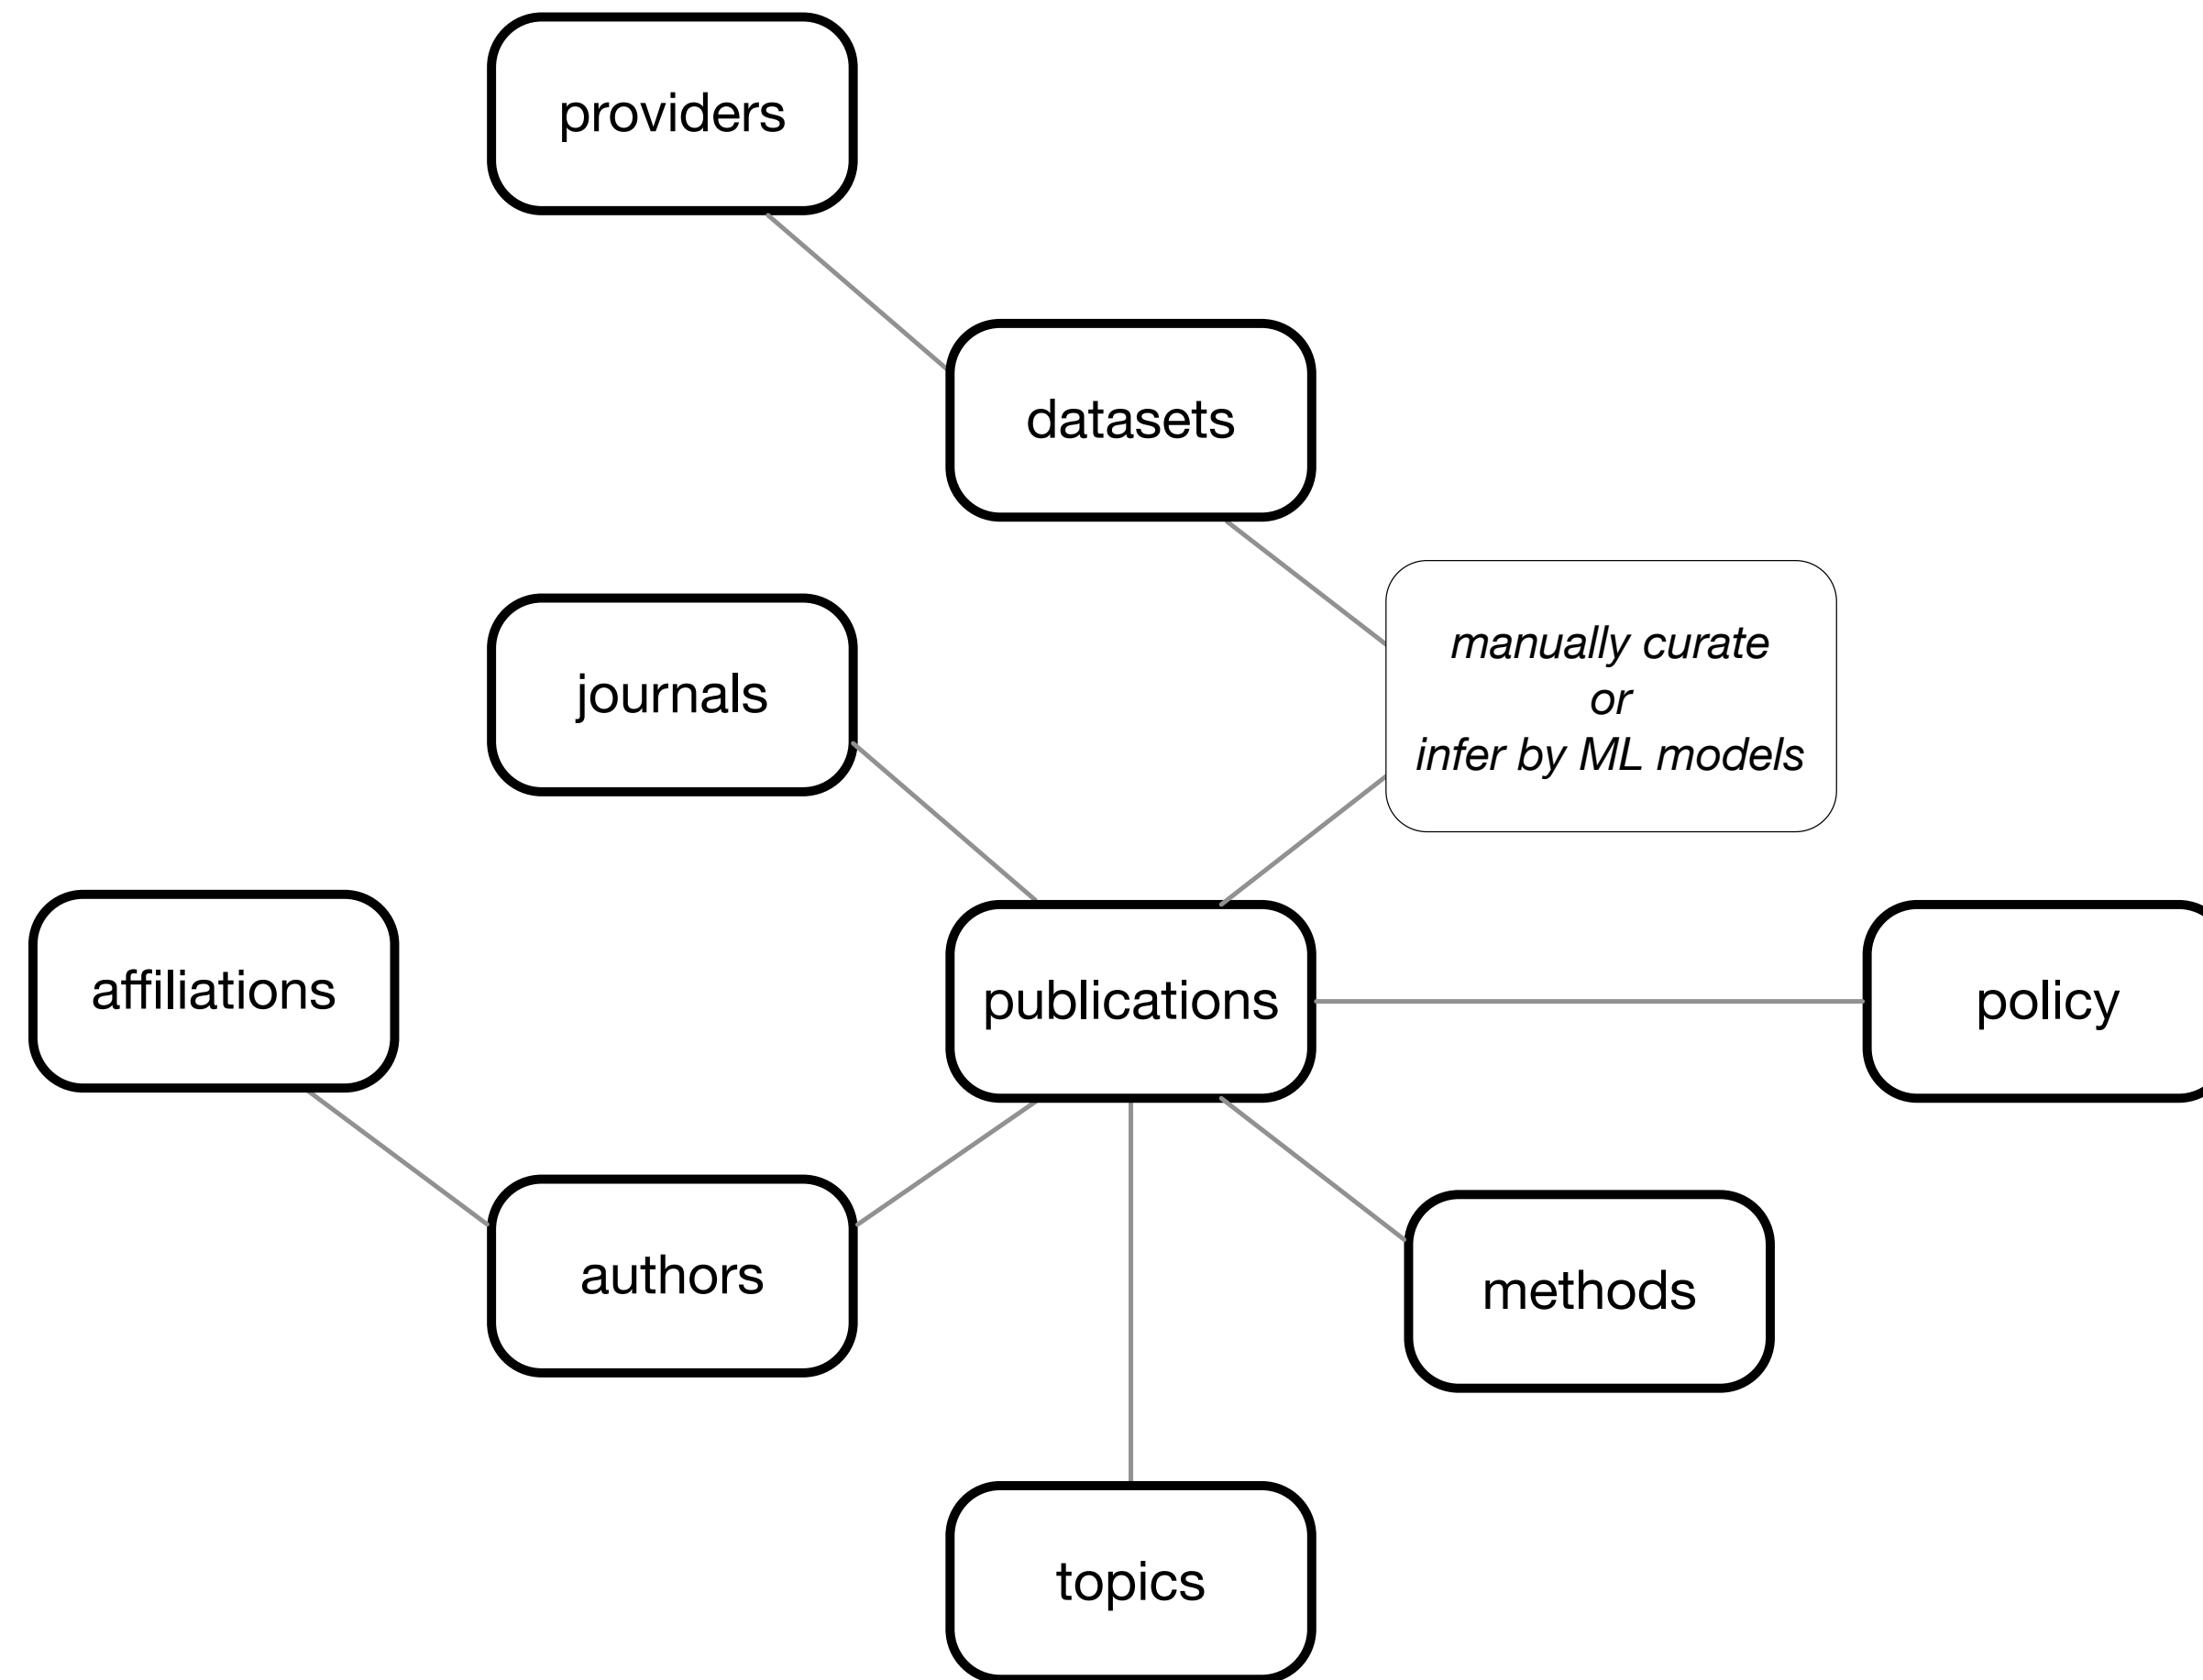 providers
datasets
manually curate
or
infer by ML models
journals
affiliations
publications
policy
authors
methods
topics